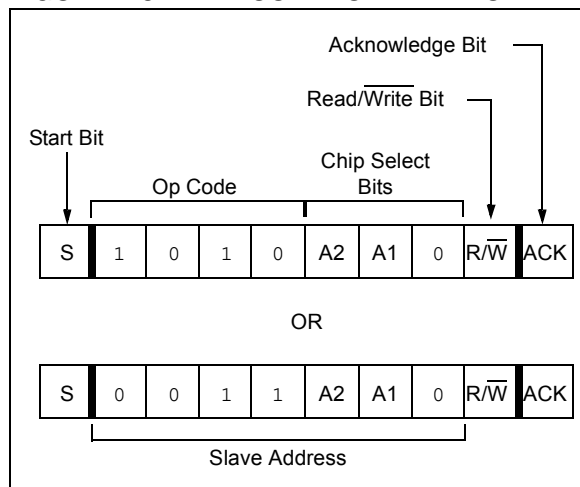 Acknowledge Bit
Read/Write Bit
Start Bit
Chip Select
Op Code
Bits
S 1 0 1 0 A2 A1 0 R/W ACK
OR
S 0 0 1 1 A2 A1 0 R/W ACK
Slave Address